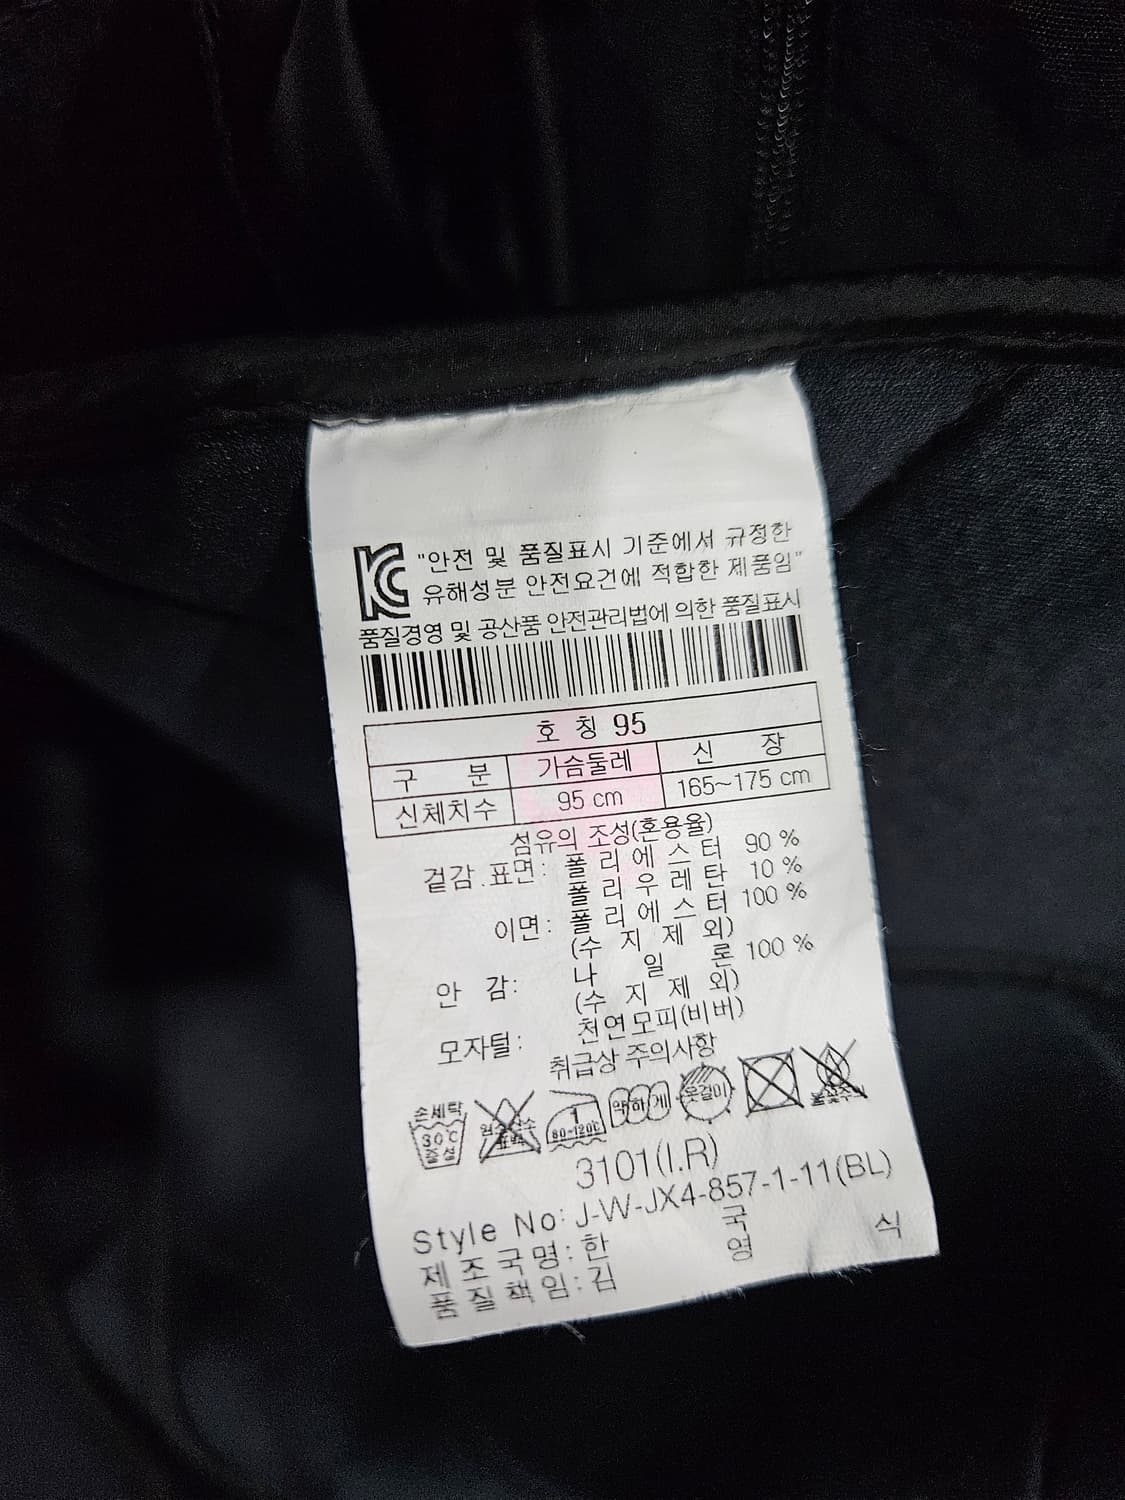 KC "안전 및 품질표시 기준에서 규정한
유해성분 안전요건에 적합한 제품임"
품질경영 및 공산품 안전관리법에 의한 품질표시
호 칭 95
구 분 가슴둘레 신 장
신체치수 95 cm 165~175 cm
섬유의 조성(혼용율)
겉감.표면: 폴 리 에 스 터 90 %
폴 리 우 레 탄 10 %
이면: 폴 리 에 스 터 100 %
(수 지 제 외)
안 감: 나 일 론 100 %
(수 지 제 외)
모자털: 천연모피(비버)
취급상 주의사항
손세탁 30℃ 중성 80-120℃ 약하게 옷걸이
3101(I.R)
Style No: J-W-JX4-857-1-11(BL)
제 조 국 명 : 한 국
품 질 책 임 : 김 영 식